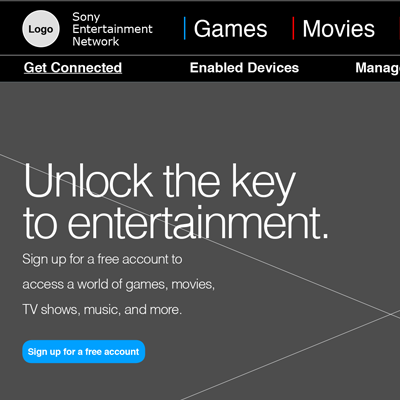 Logo
Sony
Entertainment
Network
Games
Movies
Get Connected
Enabled Devices
Manag
Unlock the key
to entertainment.
Sign up for a free account to
access a world of games, movies,
TV shows, music, and more.
Sign up for a free account